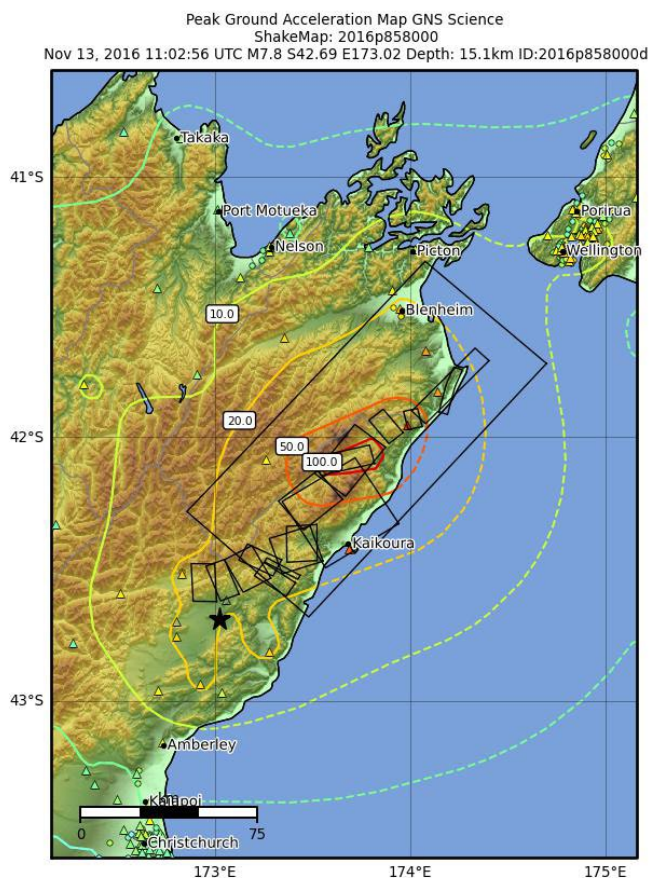 Peak Ground Acceleration Map GNS Science
ShakeMap: 2016p858000
Nov 13, 2016 11:02:56 UTC M7.8 S42.69 E173.02 Depth: 15.1km ID:2016p858000d
Takaka
41°S
Port Motueka
Porirua
Nelson
Picton
Wellington
10.0
Blenheim
20.0
42°S
50.0
100.0
Kaikoura
43°S
Amberley
km
Kaiapoi
0
75
Christchurch
173°E
174°E
175°E